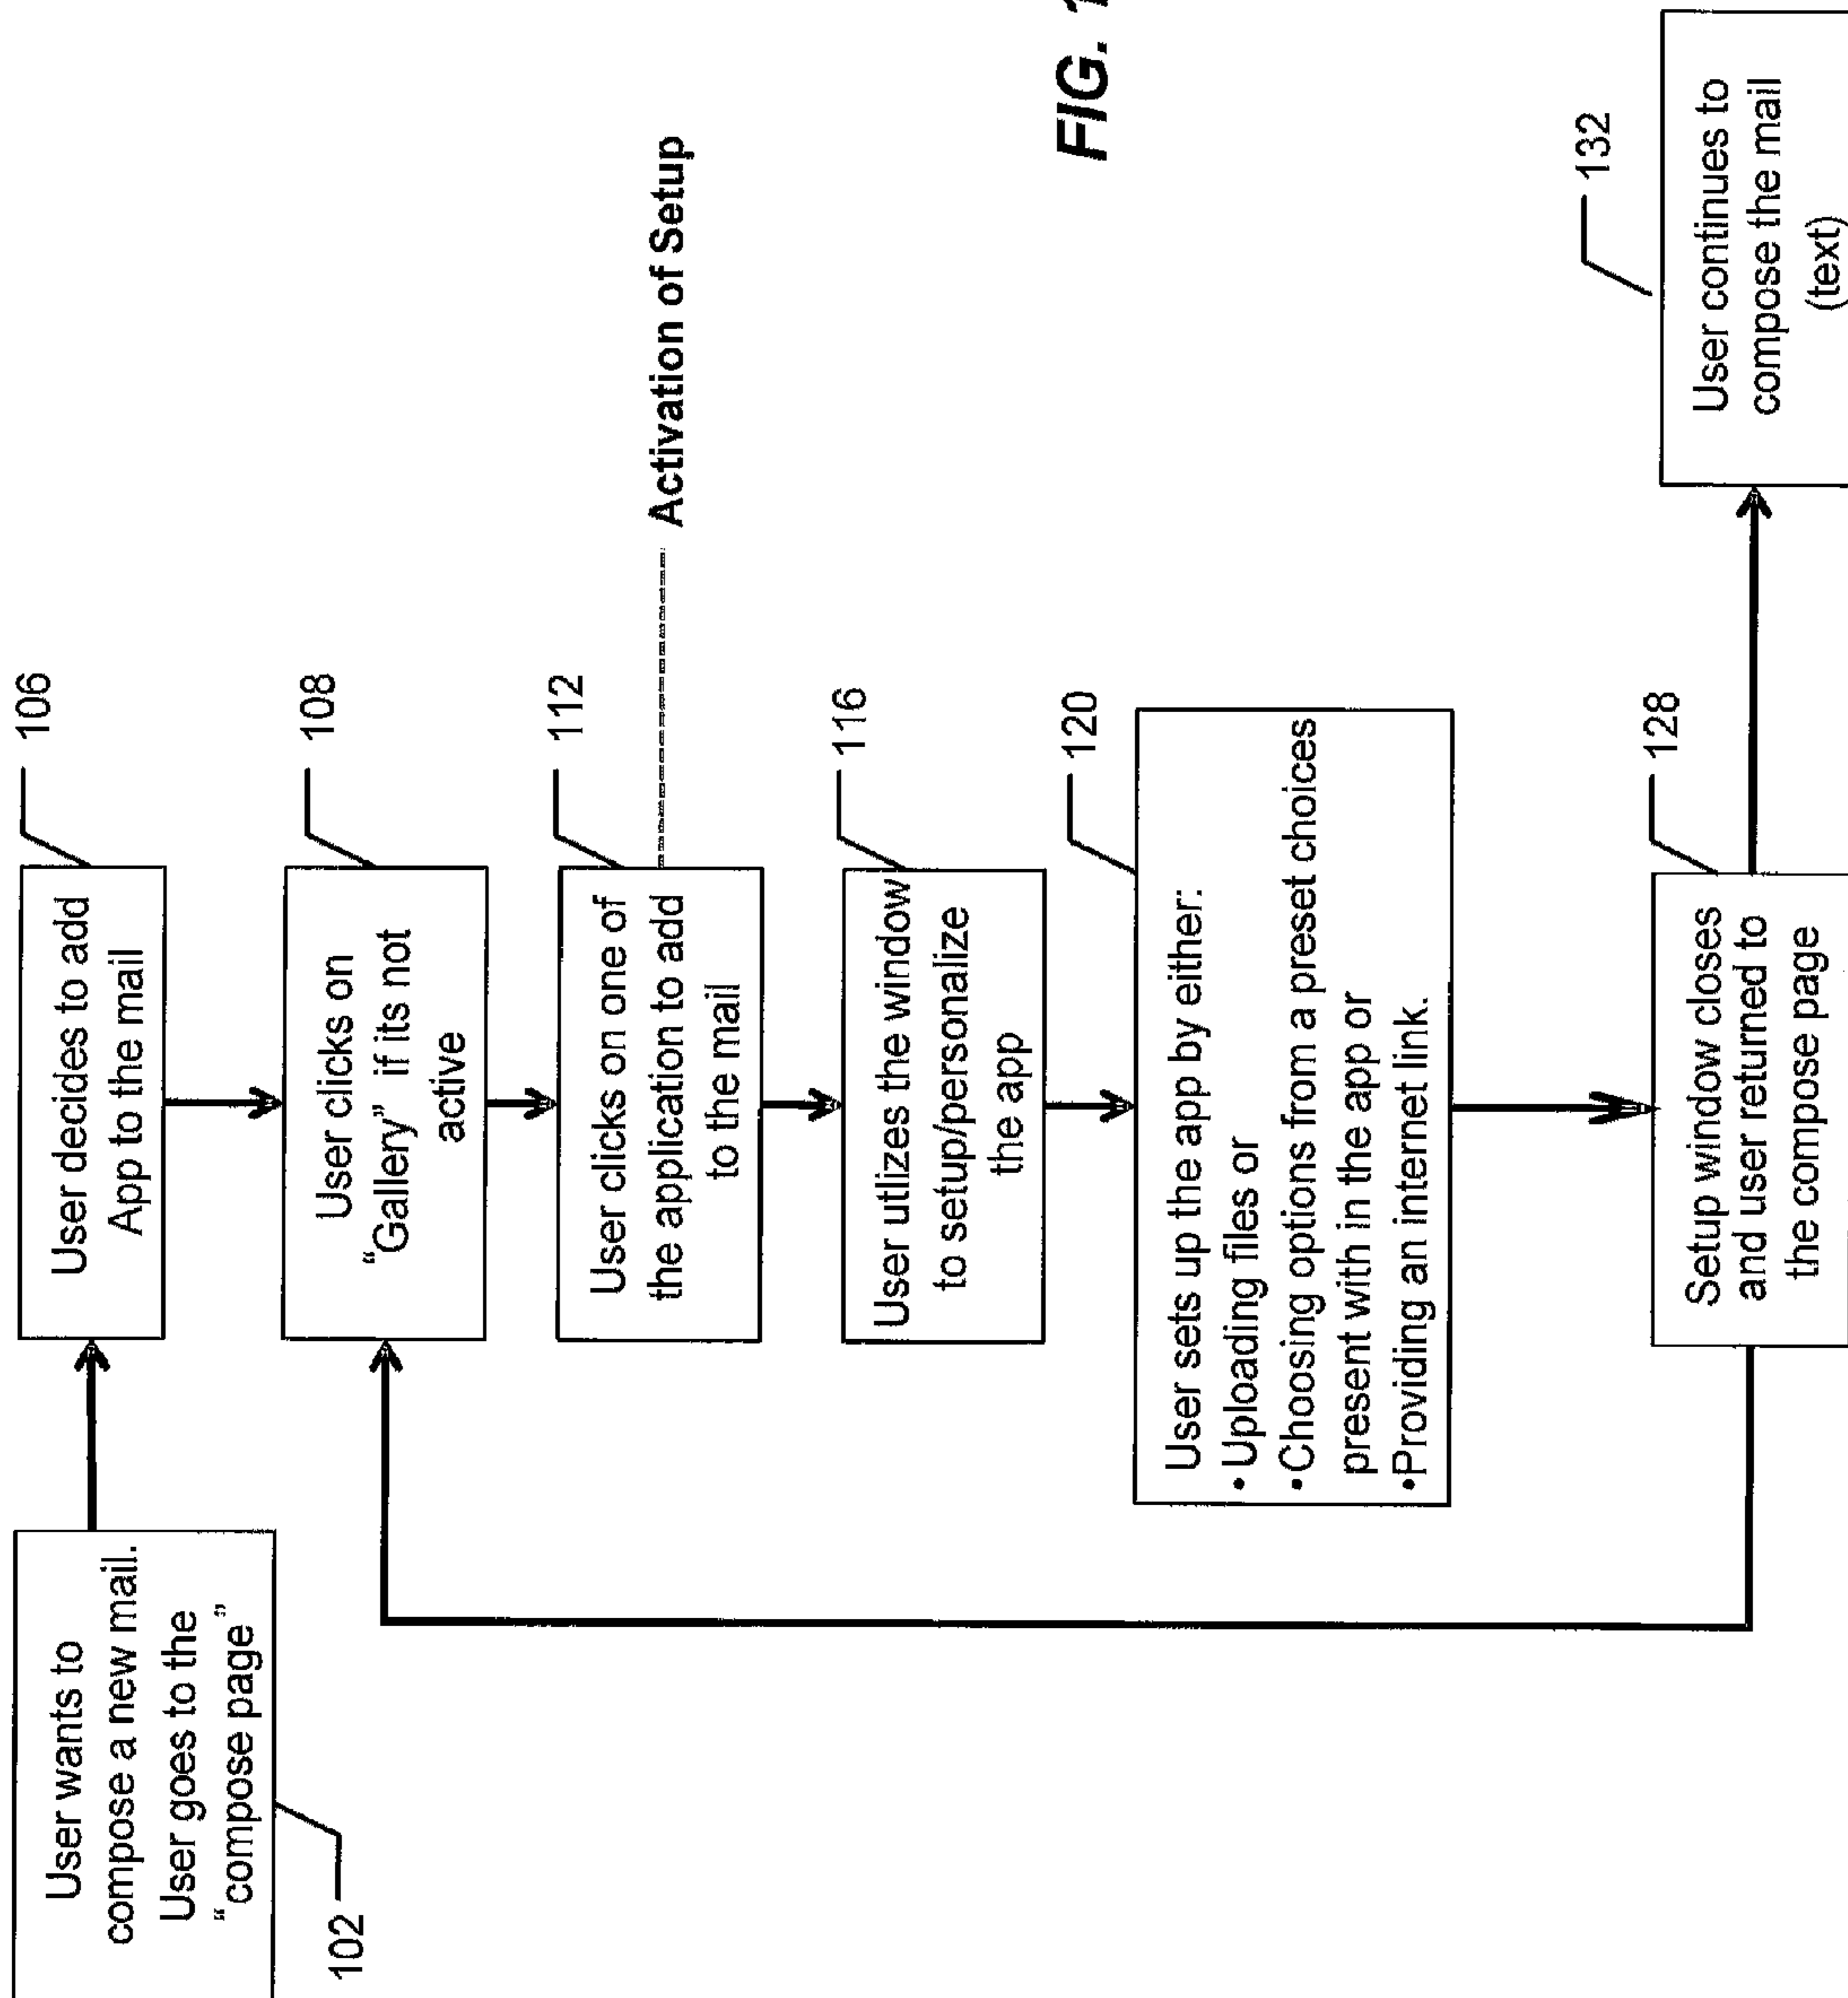 User wants to
compose a new mail.
User goes to the
“compose page”
102
User decides to add
App to the mail
106
User clicks on
“Gallery” if its not
active
108
User clicks on one of
the application to add
to the mail
112
Activation of Setup
User utlizes the window
to setup/personalize
the app
116
User sets up the app by either:
• Uploading files or
•Choosing options from a preset choices
present with in the app or
•Providing an internet link.
120
Setup window closes
and user returned to
the compose page
128
User continues to
compose the mail
(text)
132
FIG. 1